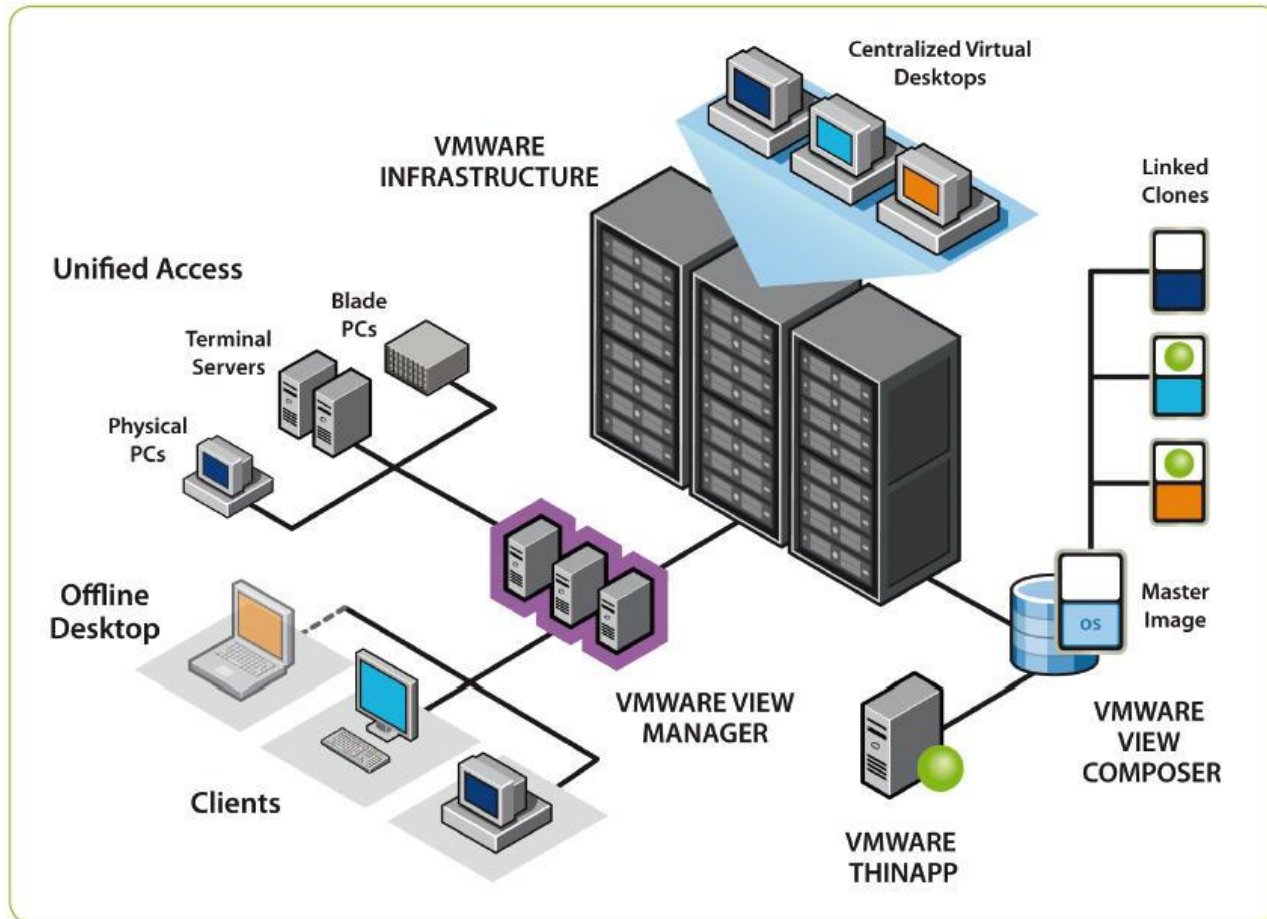 Centralized Virtual
Desktops
VMWARE
INFRASTRUCTURE
Linked
Clones
Unified Access
Blade
PCs
Terminal
Servers
Physical
PCs
Offline
Desktop
Master
Image
OS
VMWARE VIEW
MANAGER
VMWARE
VIEW
COMPOSER
Clients
VMWARE
THINAPP